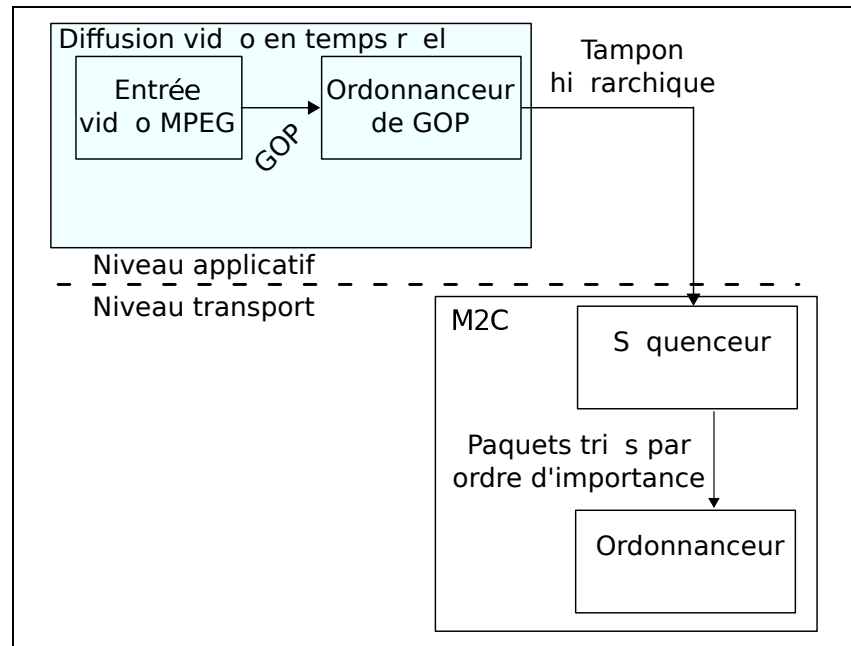 Diffusion vid o en temps r el
Entrée
vid o MPEG
GOP
Ordonnanceur
de GOP
Tampon
hi rarchique
Niveau applicatif
Niveau transport
M2C
S quenceur
Paquets tri s par
ordre d'importance
Ordonnanceur